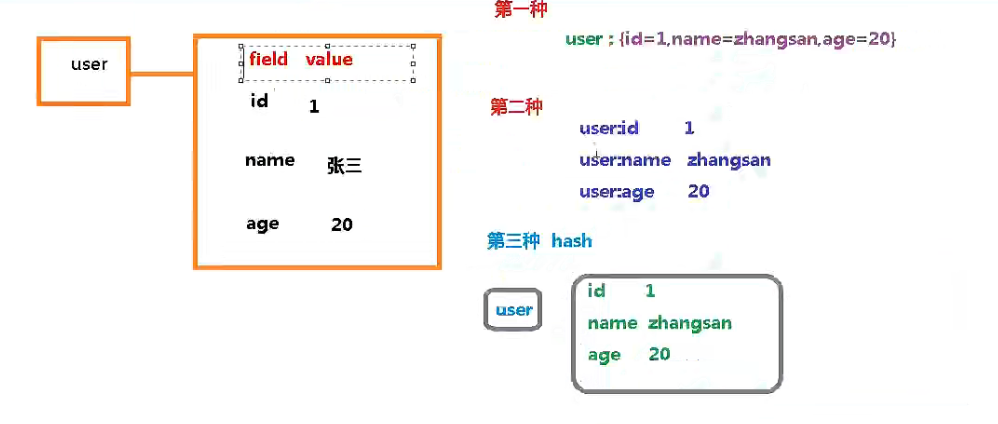 user
field value
id 1
name 张三
age 20
第一种
user：{id=1,name=zhangsan,age=20}
第二种
user:id 1
user:name zhangsan
user:age 20
第三种 hash
user
id 1
name zhangsan
age 20